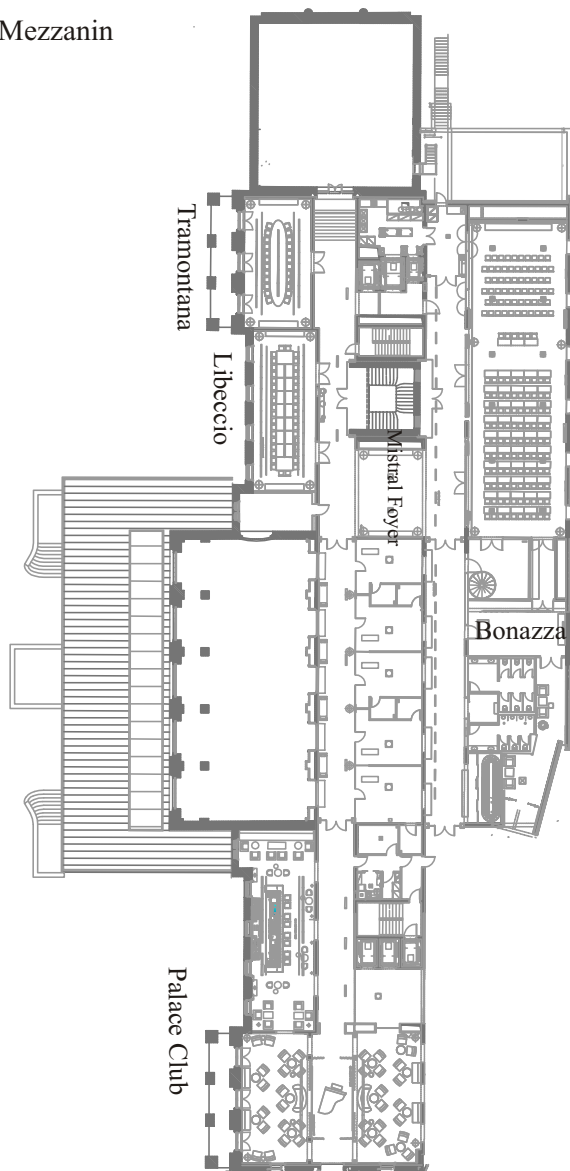 Mezzanin
Tramontana
Libeccio
Mistral Foyer
Bonazza
Palace Club